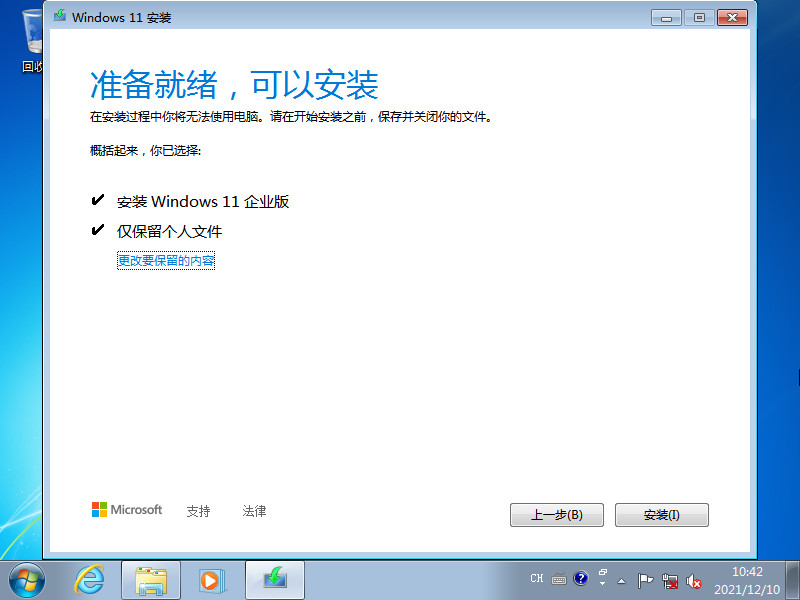 Windows 11 安装
回收
准备就绪，可以安装
在安装过程中你将无法使用电脑。请在开始安装之前，保存并关闭你的文件。
概括起来，你已选择:
安装 Windows 11 企业版
仅保留个人文件
更改要保留的内容
Microsoft 支持 法律
上一步(B) 安装(I)
CH
10:42
2021/12/10